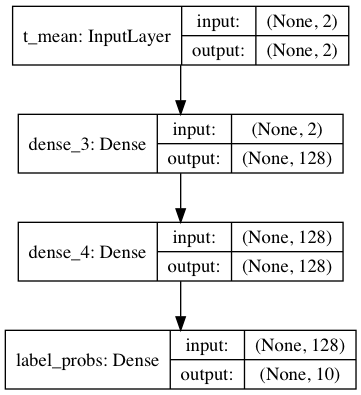 t_mean: InputLayer
input: (None, 2)
output: (None, 2)
dense_3: Dense
input: (None, 2)
output: (None, 128)
dense_4: Dense
input: (None, 128)
output: (None, 128)
label_probs: Dense
input: (None, 128)
output: (None, 10)